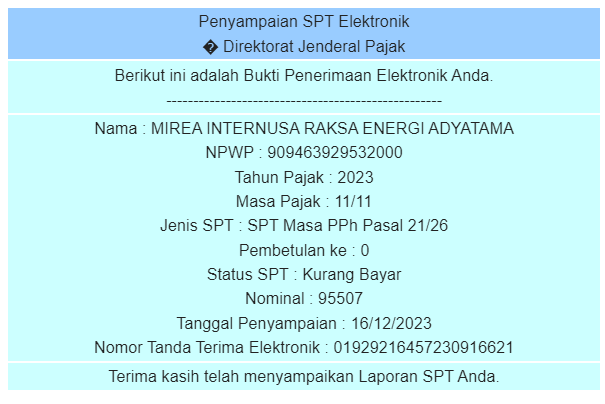 Penyampaian SPT Elektronik
� Direktorat Jenderal Pajak
Berikut ini adalah Bukti Penerimaan Elektronik Anda.
----------------------------------------------------
Nama : MIREA INTERNUSA RAKSA ENERGI ADYATAMA
NPWP : 909463929532000
Tahun Pajak : 2023
Masa Pajak : 11/11
Jenis SPT : SPT Masa PPh Pasal 21/26
Pembetulan ke : 0
Status SPT : Kurang Bayar
Nominal : 95507
Tanggal Penyampaian : 16/12/2023
Nomor Tanda Terima Elektronik : 01929216457230916621
Terima kasih telah menyampaikan Laporan SPT Anda.